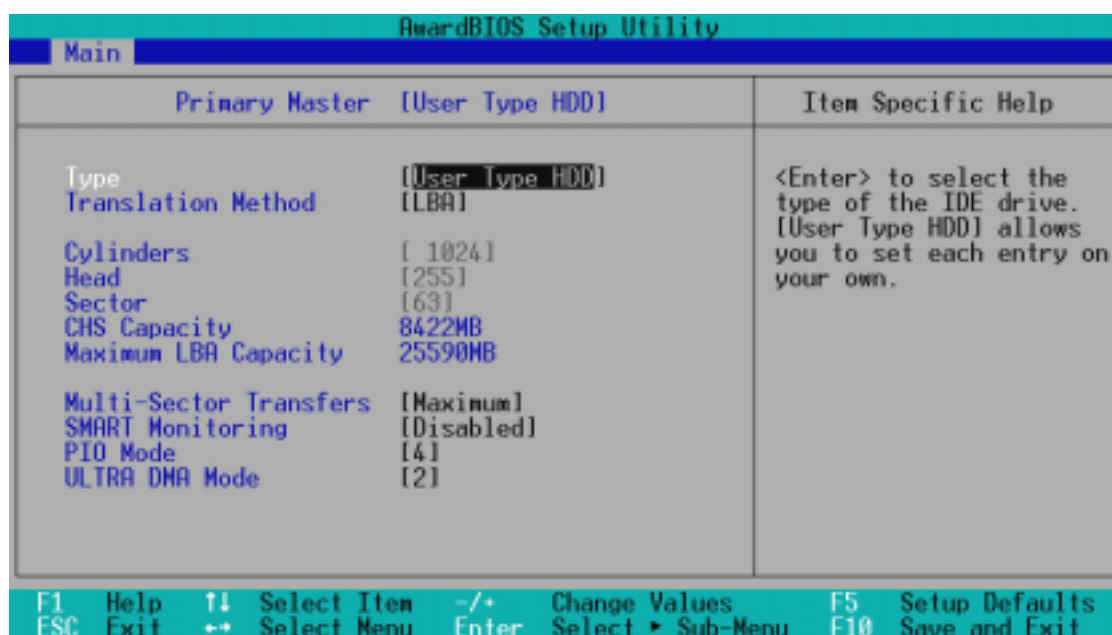 AwardBIOS Setup Utility
Main
Primary Master [User Type HDD]
Item Specific Help
Type [User Type HDD]
Translation Method [LBA]
Cylinders [ 1024]
Head [255]
Sector [63]
CHS Capacity 8422MB
Maximum LBA Capacity 25590MB
Multi-Sector Transfers [Maximum]
SMART Monitoring [Disabled]
PIO Mode [4]
ULTRA DMA Mode [2]
<Enter> to select the
type of the IDE drive.
[User Type HDD] allows
you to set each entry on
your own.
F1 Help ↑↓ Select Item -/+ Change Values F5 Setup Defaults
ESC Exit ←→ Select Menu Enter Select ► Sub-Menu F10 Save and Exit